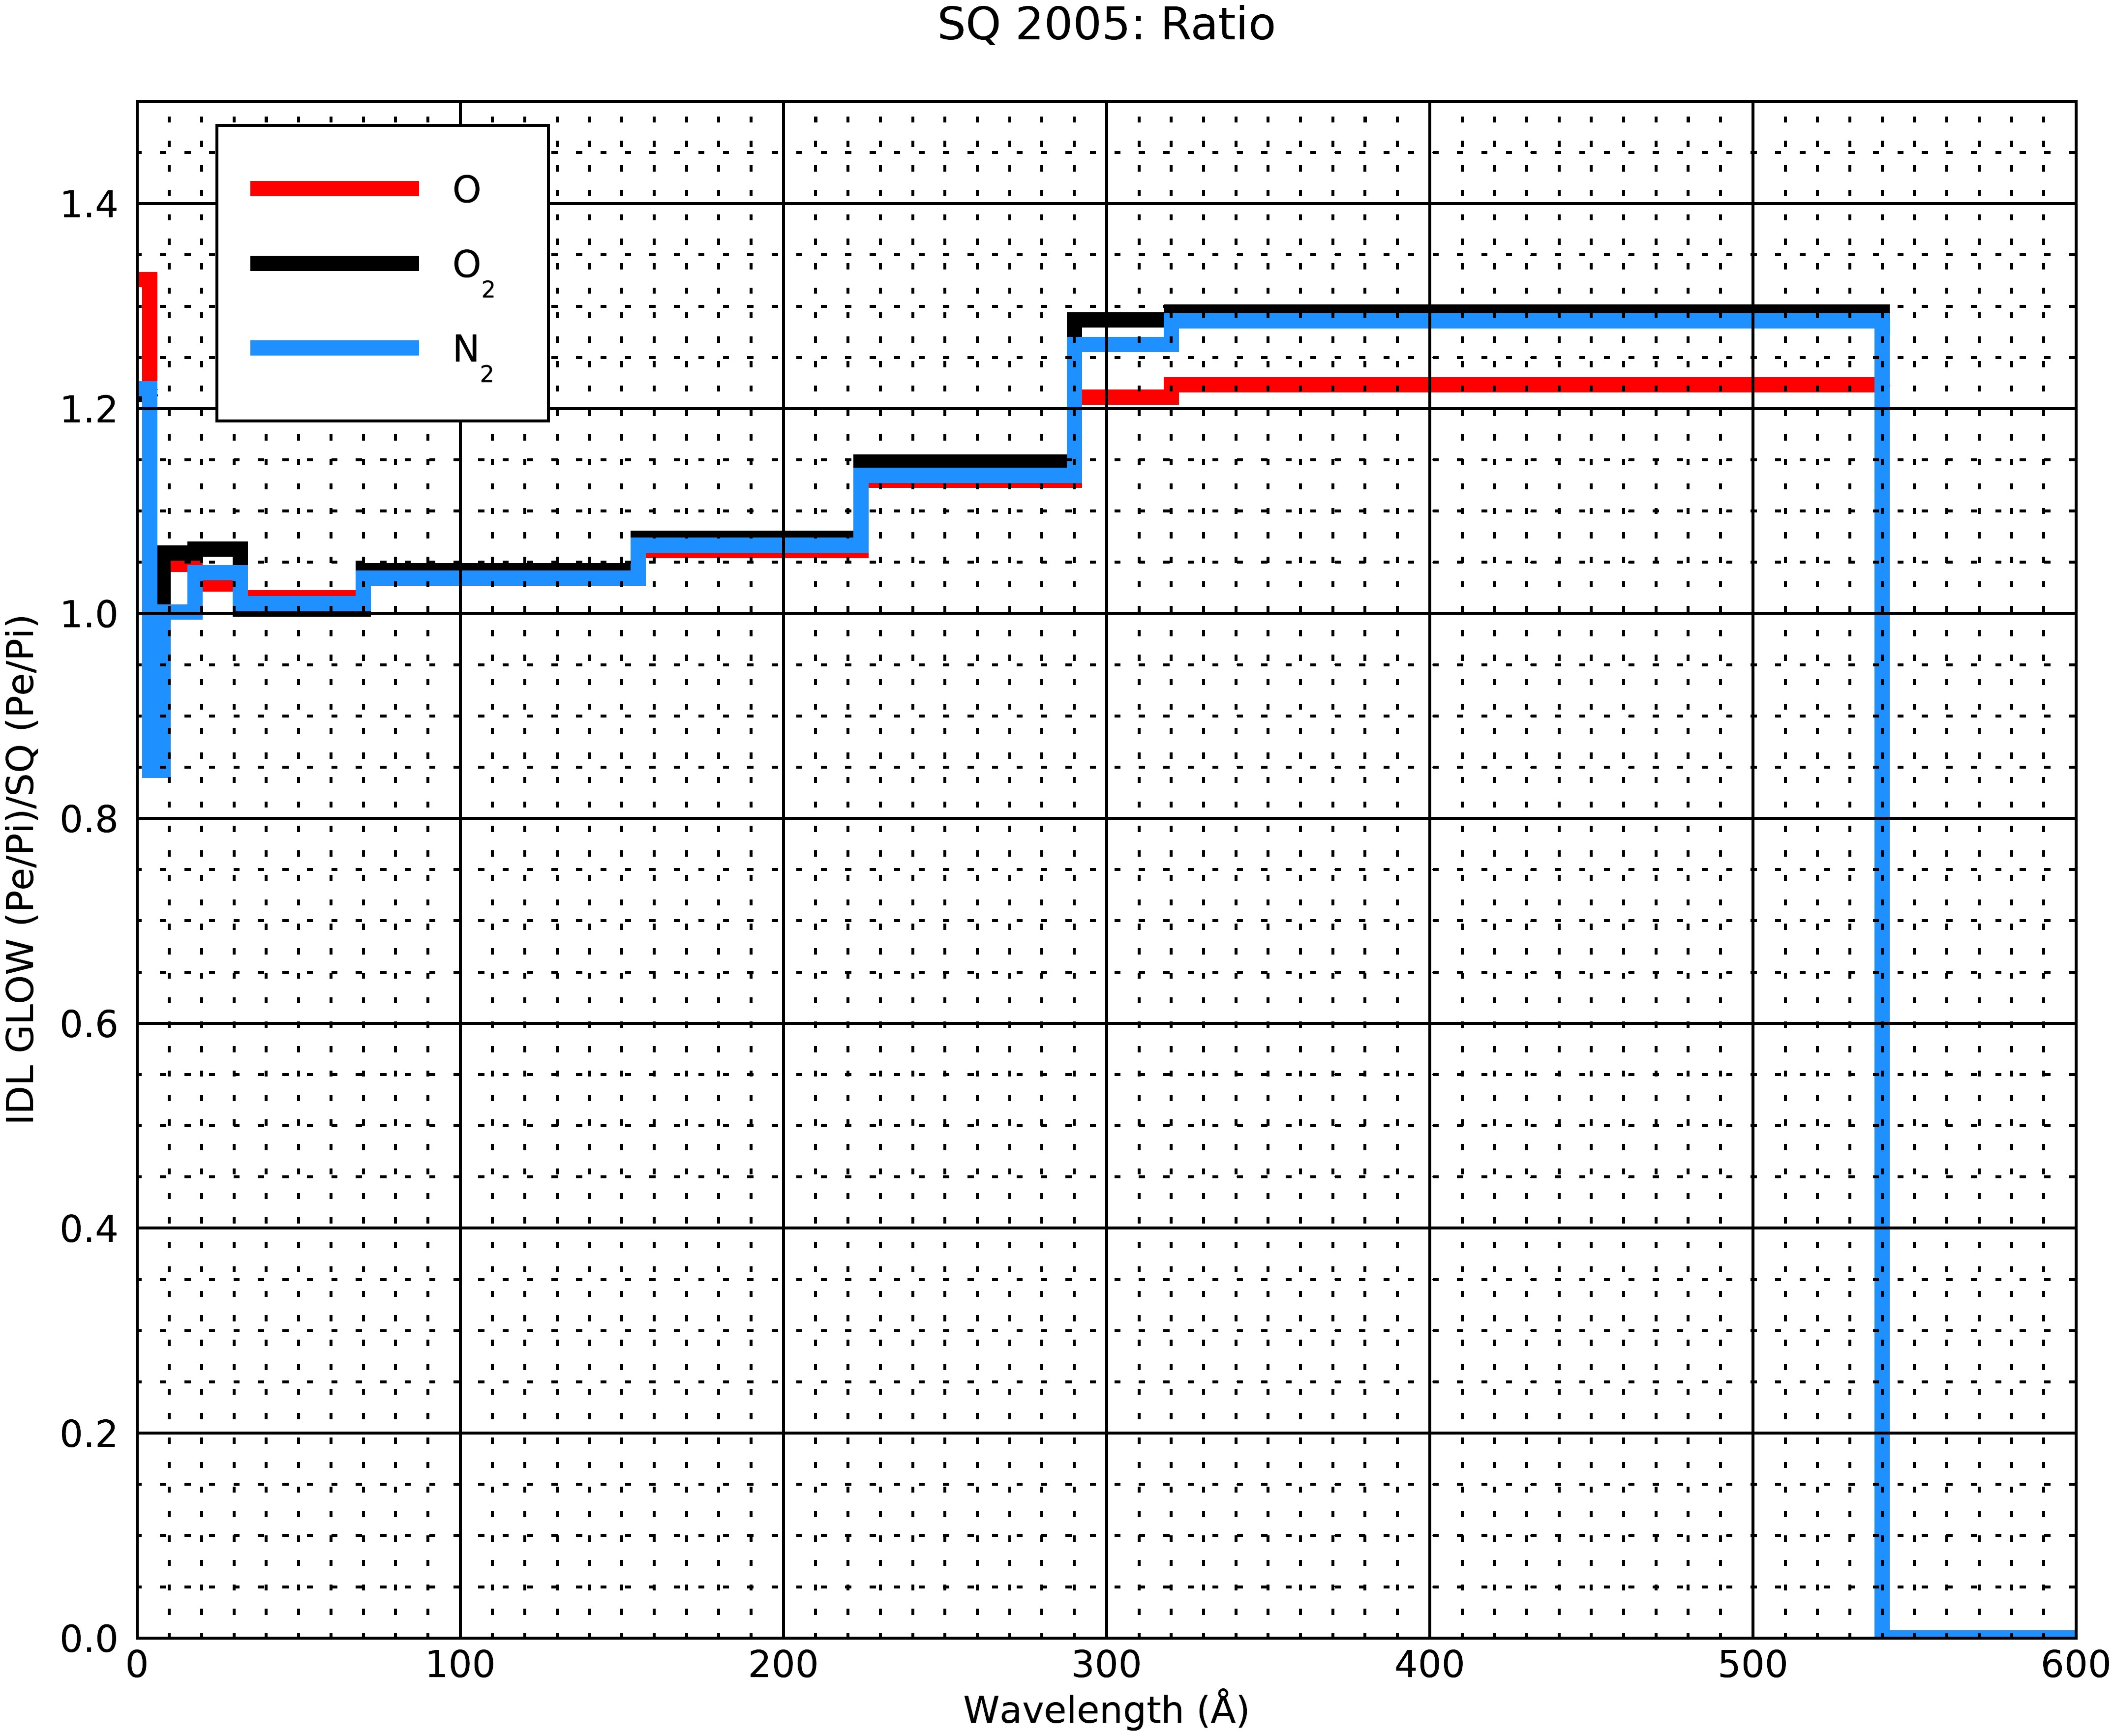 SQ 2005: Ratio
O
O2
N2
1.4
1.2
1.0
0.8
0.6
0.4
0.2
0.0
IDL GLOW (Pe/Pi)/SQ (Pe/Pi)
0 100 200 300 400 500 600
Wavelength (Å)